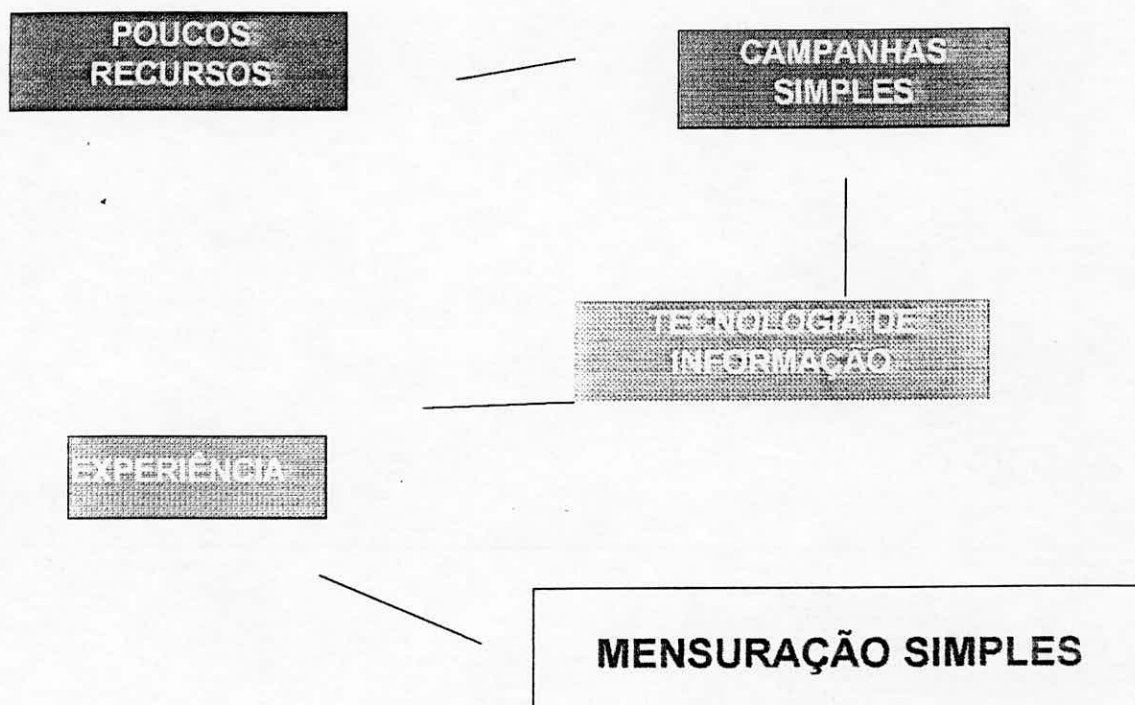 POUCOS
RECURSOS
CAMPANHAS
SIMPLES
TECNOLOGIA DE
INFORMAÇÃO
EXPERIÊNCIA
MENSURAÇÃO SIMPLES